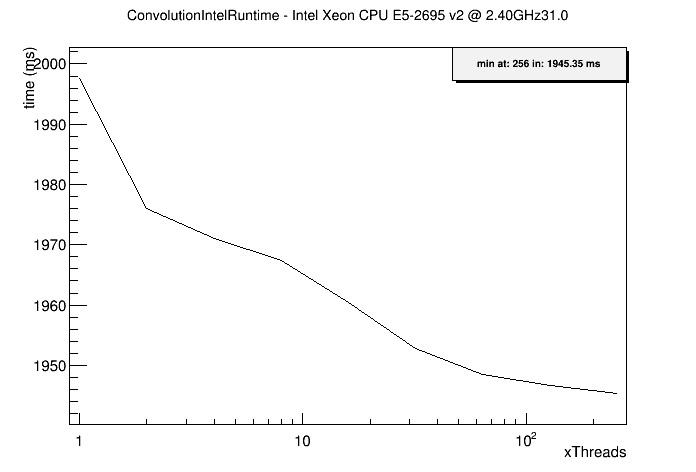 ConvolutionIntelRuntime - Intel Xeon CPU E5-2695 v2 @ 2.40GHz31.0
min at: 256 in: 1945.35 ms
time (ms)
2000
1990
1980
1970
1960
1950
1 10 10²
xThreads